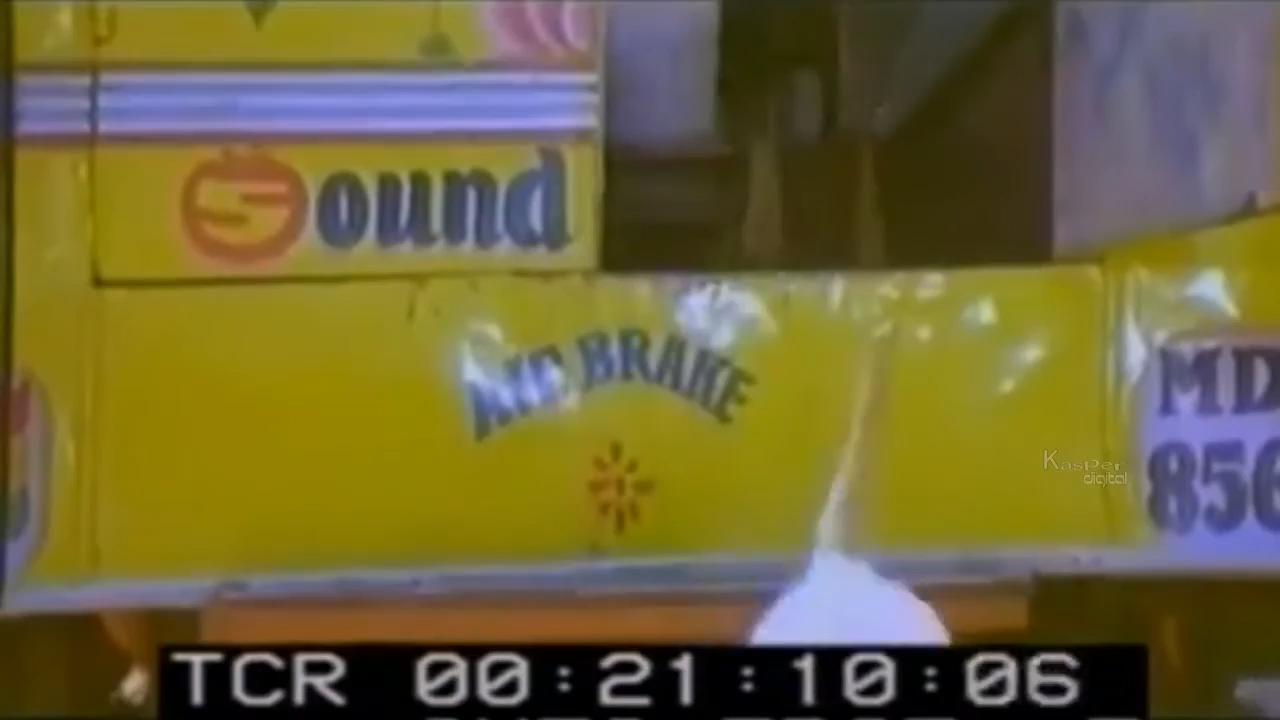 Sound
AIR BRAKE
MD
856
KasPer
digital
TCR 00:21:10:06